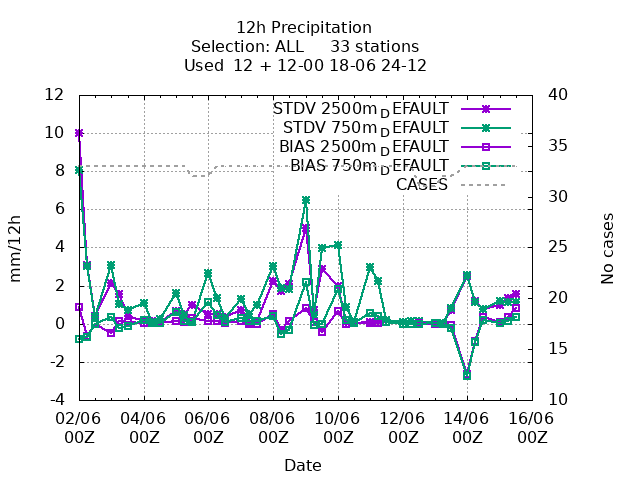 12h Precipitation
Selection: ALL 33 stations
Used 12 + 12-00 18-06 24-12
STDV 2500m_DEFAULT
STDV 750m_DEFAULT
BIAS 2500m_DEFAULT
BIAS 750m_DEFAULT
CASES
12
10
8
6
4
2
0
-2
-4
mm/12h
40
35
30
25
20
15
10
No cases
02/06 04/06 06/06 08/06 10/06 12/06 14/06 16/06
00Z 00Z 00Z 00Z 00Z 00Z 00Z 00Z
Date